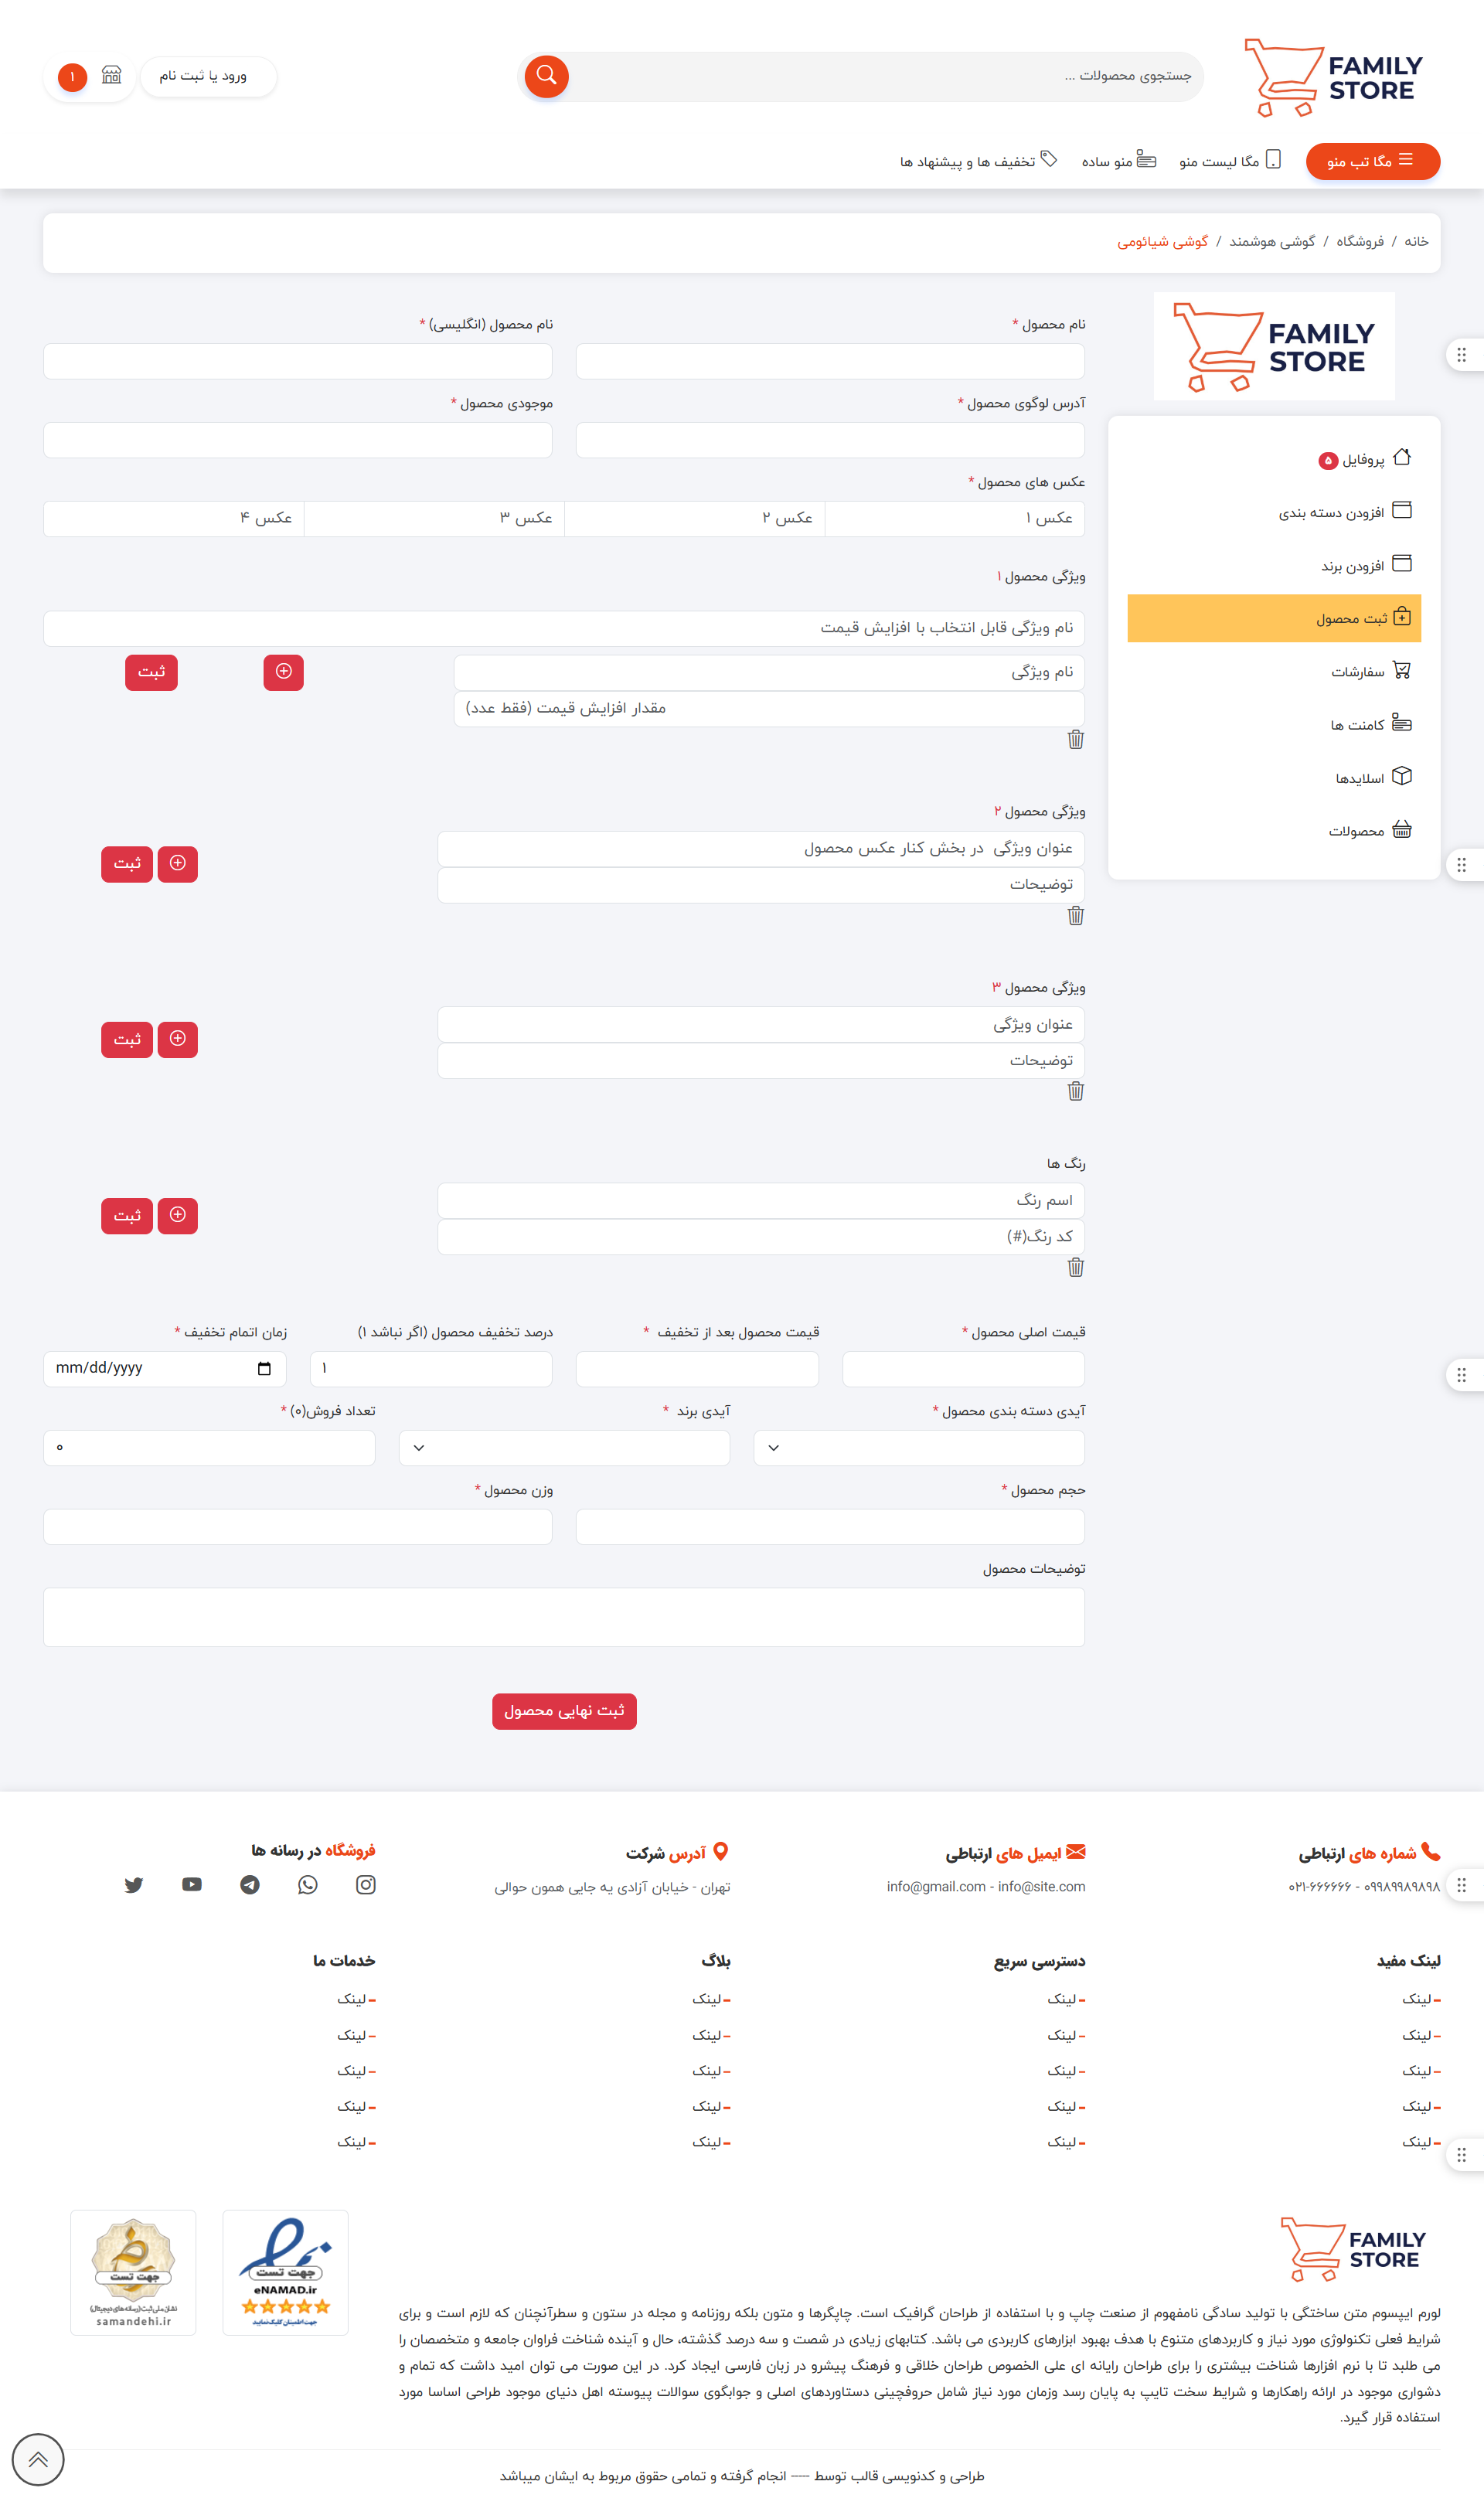 FAMILY
STORE
جستجوی محصولات ...
ورود یا ثبت نام
۱
مگا تب منو
مگا لیست منو
منو ساده
تخفیف ها و پیشنهاد ها
خانه / فروشگاه / گوشی هوشمند / گوشی شیائومی
FAMILY
STORE
پروفایل ۵
افزودن دسته بندی
افزودن برند
ثبت محصول
سفارشات
کامنت ها
اسلایدها
محصولات
نام محصول *
نام محصول (انگلیسی) *
آدرس لوگوی محصول *
موجودی محصول *
عکس های محصول *
عکس ۱
عکس ۲
عکس ۳
عکس ۴
ویژگی محصول ۱
نام ویژگی قابل انتخاب با افزایش قیمت
نام ویژگی
ثبت
مقدار افزایش قیمت (فقط عدد)
ویژگی محصول ۲
عنوان ویژگی در بخش کنار عکس محصول
ثبت
توضیحات
ویژگی محصول ۳
عنوان ویژگی
ثبت
توضیحات
رنگ ها
اسم رنگ
ثبت
کد رنگ(#)
قیمت اصلی محصول *
قیمت محصول بعد از تخفیف *
درصد تخفیف محصول (اگر نباشد ۱)
زمان اتمام تخفیف *
۱
mm/dd/yyyy
آیدی دسته بندی محصول *
آیدی برند *
تعداد فروش(۰) *
۰
حجم محصول *
وزن محصول *
توضیحات محصول
ثبت نهایی محصول
شماره های ارتباطی
۰۹۹۸۹۹۸۹۸۹۸ - ۰۲۱-۶۶۶۶۶۶
ایمیل های ارتباطی
info@gmail.com - info@site.com
آدرس شرکت
تهران - خیابان آزادی یه جایی همون حوالی
فروشگاه در رسانه ها
لینک مفید
لینک
لینک
لینک
لینک
لینک
دسترسی سریع
لینک
لینک
لینک
لینک
لینک
بلاگ
لینک
لینک
لینک
لینک
لینک
خدمات ما
لینک
لینک
لینک
لینک
لینک
FAMILY
STORE
لورم ایپسوم متن ساختگی با تولید سادگی نامفهوم از صنعت چاپ و با استفاده از طراحان گرافیک است. چاپگرها و متون بلکه روزنامه و مجله در ستون و سطرآنچنان که لازم است و برای
شرایط فعلی تکنولوژی مورد نیاز و کاربردهای متنوع با هدف بهبود ابزارهای کاربردی می باشد. کتابهای زیادی در شصت و سه درصد گذشته، حال و آینده شناخت فراوان جامعه و متخصصان را
می طلبد تا با نرم افزارها شناخت بیشتری را برای طراحان رایانه ای علی الخصوص طراحان خلاقی و فرهنگ پیشرو در زبان فارسی ایجاد کرد. در این صورت می توان امید داشت که تمام و
دشواری موجود در ارائه راهکارها و شرایط سخت تایپ به پایان رسد وزمان مورد نیاز شامل حروفچینی دستاوردهای اصلی و جوابگوی سوالات پیوسته اهل دنیای موجود طراحی اساسا مورد
استفاده قرار گیرد.
جهت تست
eNAMAD.ir
جهت اطمینان کلیک نمایید
جهت تست
نشان ملی ثبت (رسانه های دیجیتال)
samandehi.ir
طراحی و کدنویسی قالب توسط ----- انجام گرفته و تمامی حقوق مربوط به ایشان میباشد